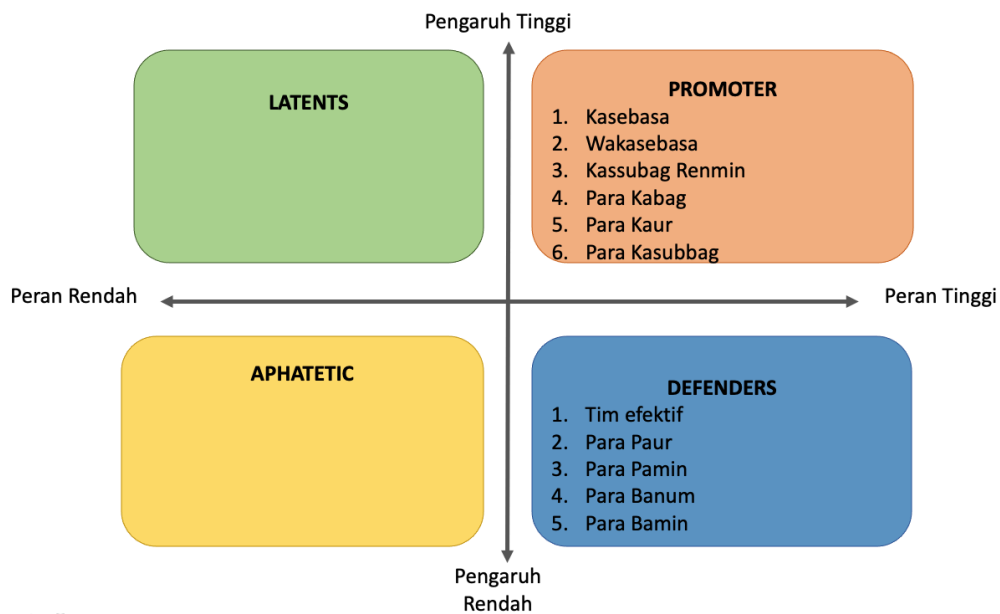 Pengaruh Tinggi
LATENTS
PROMOTER
1. Kasebasa
2. Wakasebasa
3. Kassubag Renmin
4. Para Kabag
5. Para Kaur
6. Para Kasubbag
Peran Rendah
Peran Tinggi
APHATETIC
DEFENDERS
1. Tim efektif
2. Para Paur
3. Para Pamin
4. Para Banum
5. Para Bamin
Pengaruh
Rendah